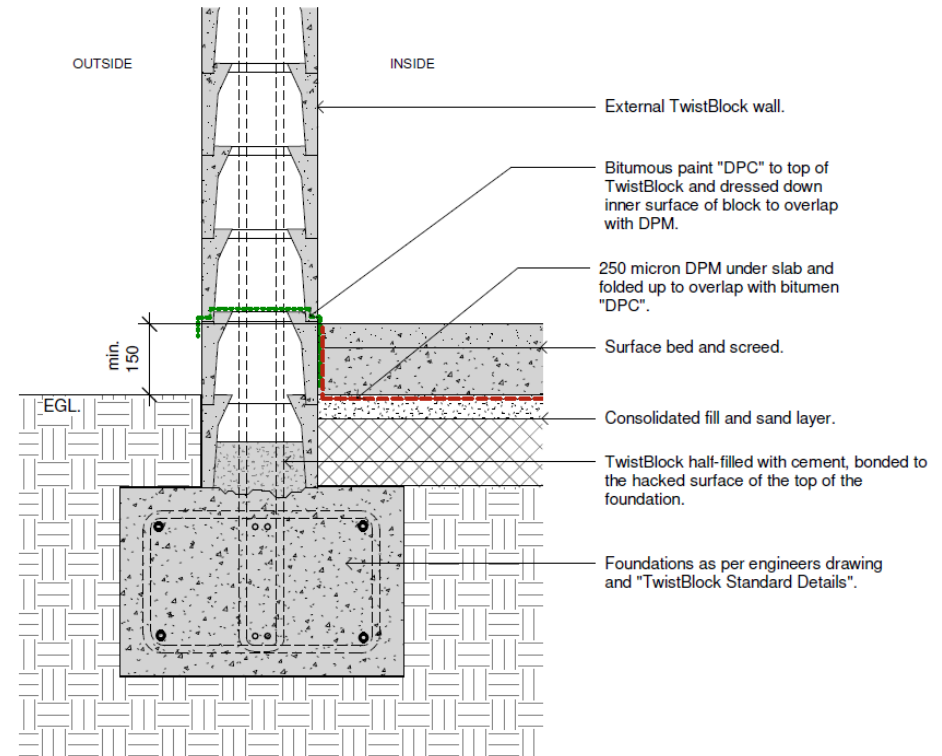 OUTSIDE
INSIDE
External TwistBlock wall.
Bitumous paint "DPC" to top of
TwistBlock and dressed down
inner surface of block to overlap
with DPM.
250 micron DPM under slab and
folded up to overlap with bitumen
"DPC".
min.
150
Surface bed and screed.
EGL.
Consolidated fill and sand layer.
TwistBlock half-filled with cement, bonded to
the hacked surface of the top of the
foundation.
Foundations as per engineers drawing
and "TwistBlock Standard Details".